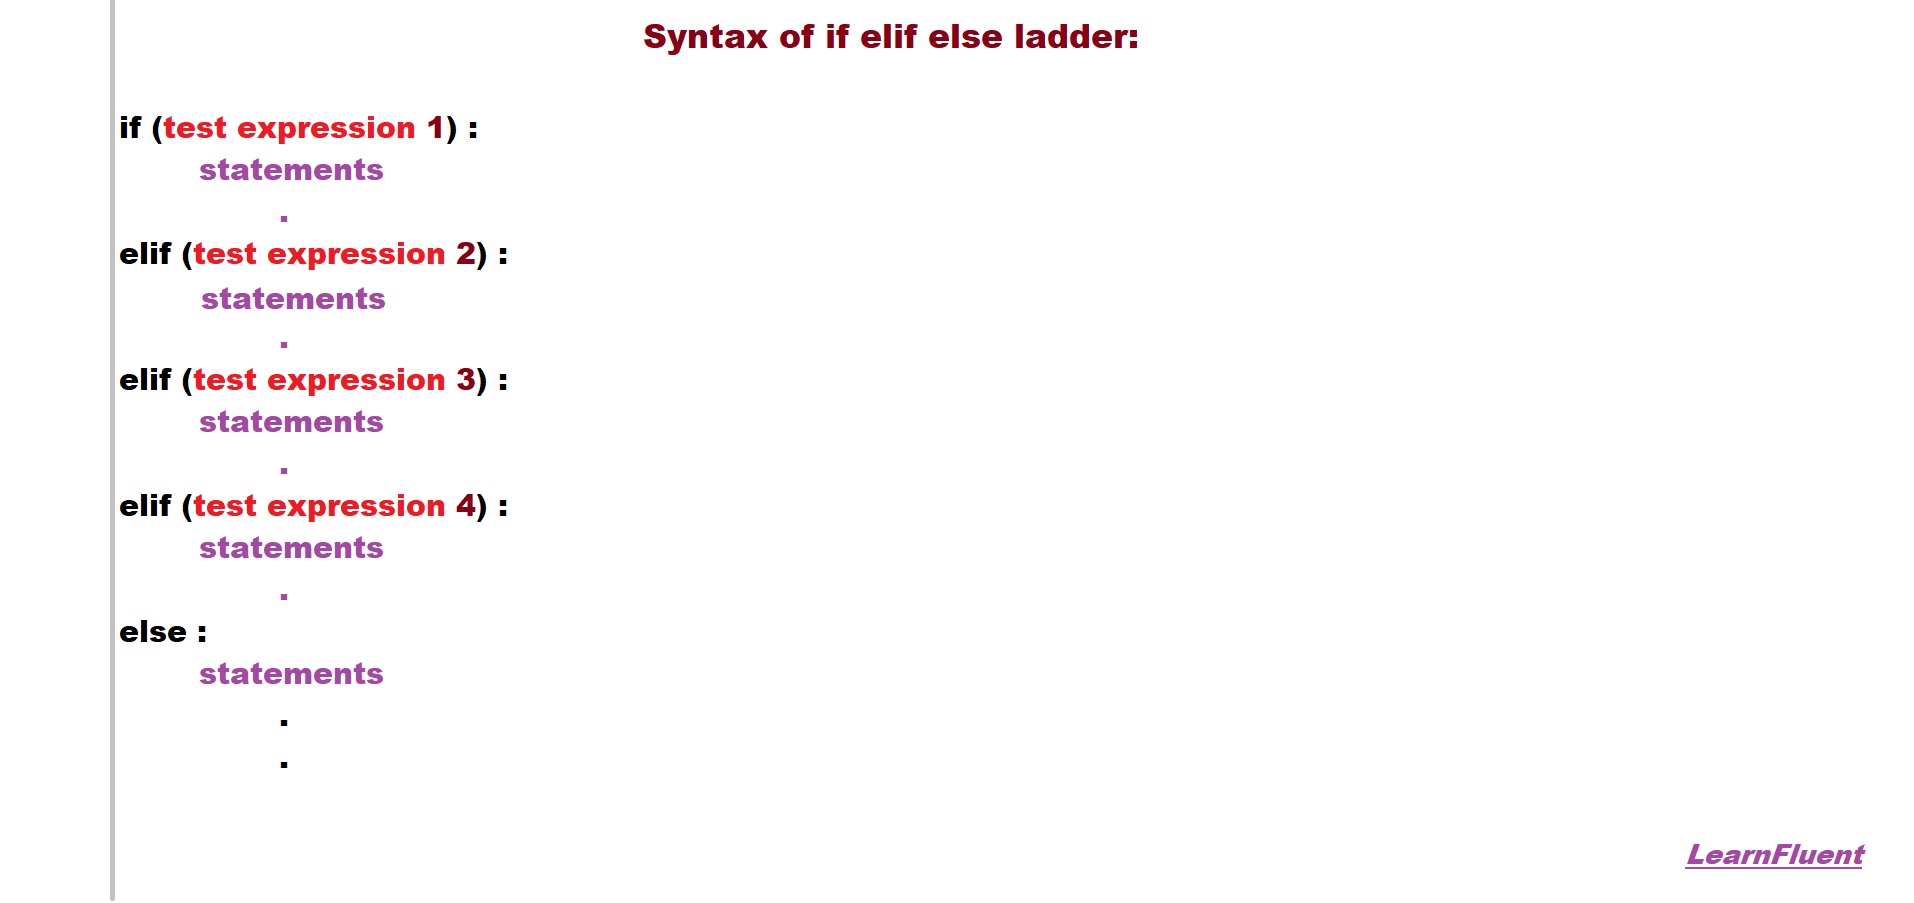 Syntax of if elif else ladder:
if (test expression 1) :
statements
.
elif (test expression 2) :
statements
.
elif (test expression 3) :
statements
.
elif (test expression 4) :
statements
.
else :
statements
.
.
LearnFluent